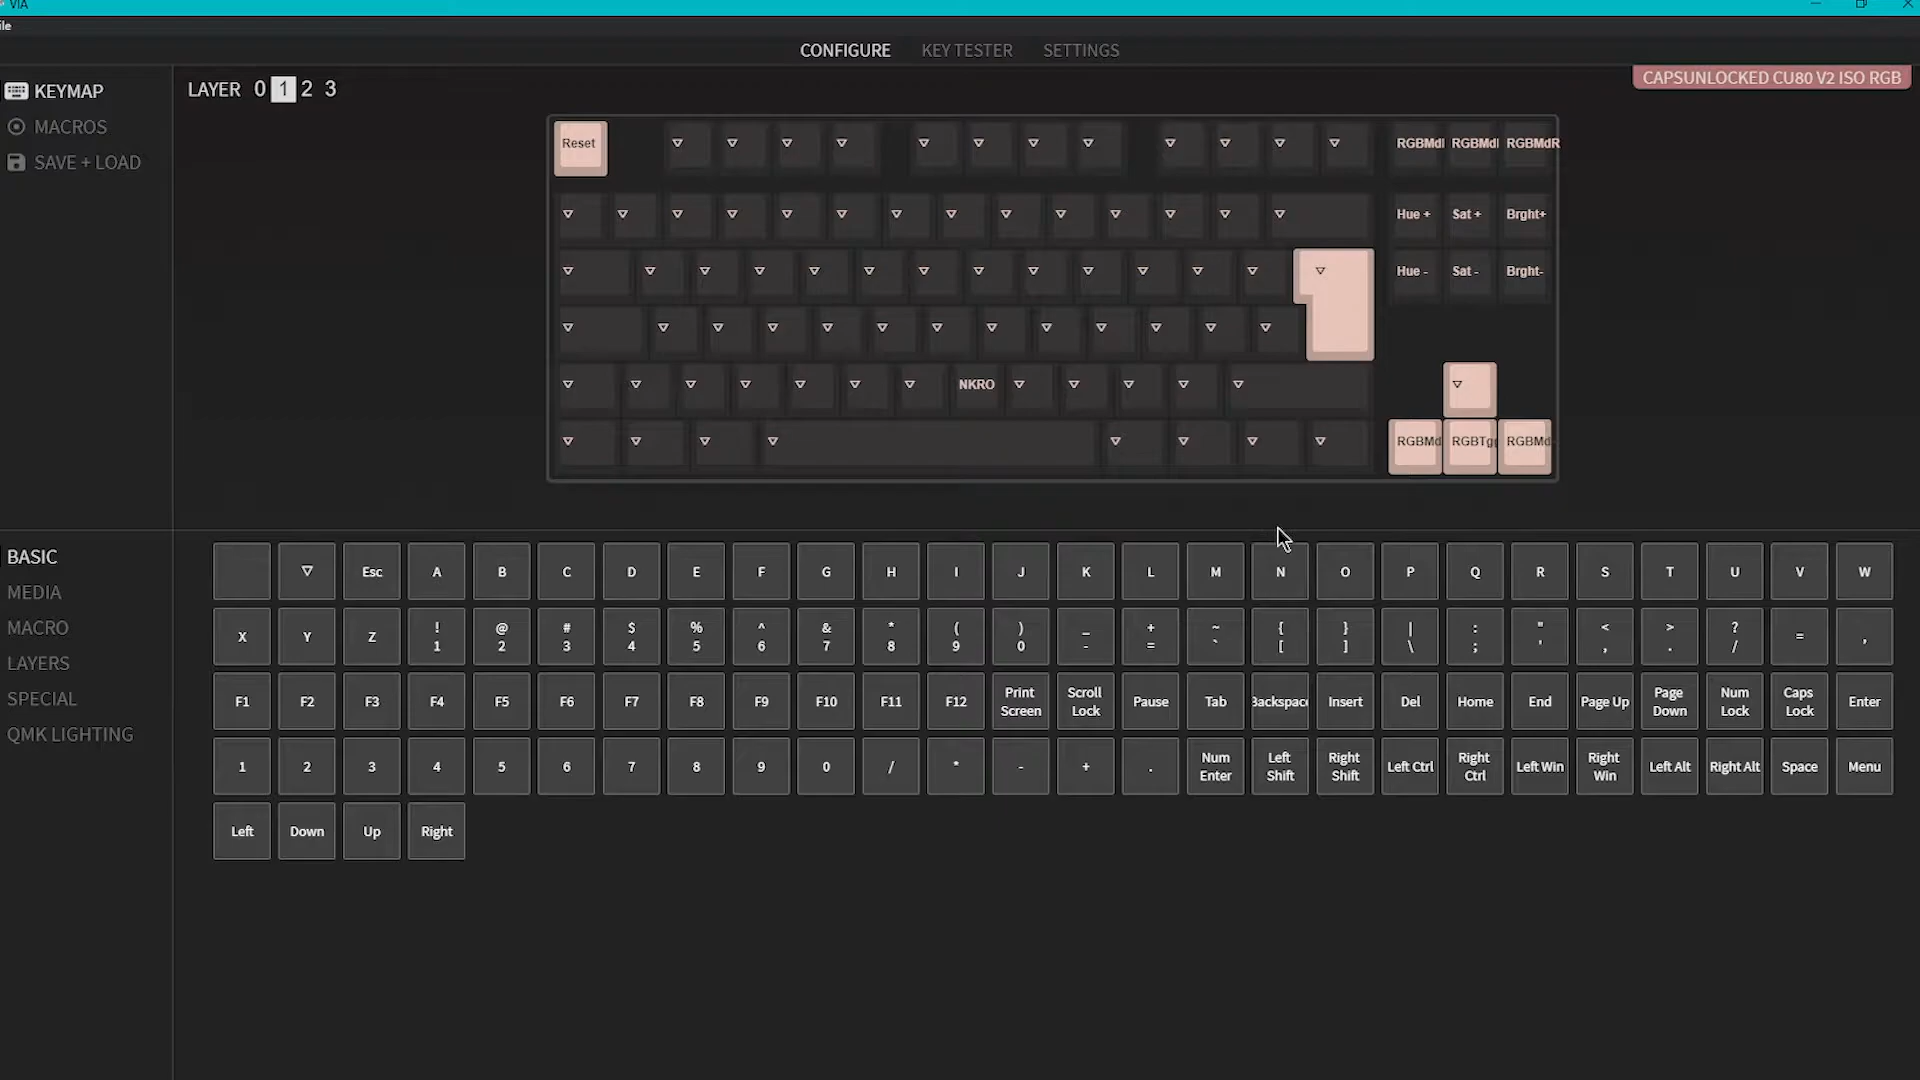 VIA
ile
CONFIGURE KEY TESTER SETTINGS
KEYMAP
MACROS
SAVE + LOAD
LAYER 0 1 2 3
CAPSUNLOCKED CU80 V2 ISO RGB
Reset ▽ ▽ ▽ ▽ ▽ ▽ ▽ ▽ ▽ ▽ ▽ ▽ RGBMdI RGBMdI RGBMdR
▽ ▽ ▽ ▽ ▽ ▽ ▽ ▽ ▽ ▽ ▽ ▽ ▽ ▽ Hue + Sat + Brght+
▽ ▽ ▽ ▽ ▽ ▽ ▽ ▽ ▽ ▽ ▽ ▽ ▽ ▽ Hue - Sat - Brght-
▽ ▽ ▽ ▽ ▽ ▽ ▽ ▽ ▽ ▽ ▽ ▽ ▽
▽ ▽ ▽ ▽ ▽ ▽ ▽ NKRO ▽ ▽ ▽ ▽ ▽ ▽
▽ ▽ ▽ ▽ ▽ ▽ ▽ ▽ RGBMd RGBTg RGBMd
BASIC
MEDIA
MACRO
LAYERS
SPECIAL
QMK LIGHTING
▽ Esc A B C D E F G H I J K L M N O P Q R S T U V W
X Y Z ! 1 @ 2 # 3 $ 4 % 5 ^ 6 & 7 * 8 ( 9 ) 0 _ - + = ~ ` { [ } ] | \ : ; " ' < , > . ? / = ,
F1 F2 F3 F4 F5 F6 F7 F8 F9 F10 F11 F12 Print Screen Scroll Lock Pause Tab Backspace Insert Del Home End Page Up Page Down Num Lock Caps Lock Enter
1 2 3 4 5 6 7 8 9 0 / * - + . Num Enter Left Shift Right Shift Left Ctrl Right Ctrl Left Win Right Win Left Alt Right Alt Space Menu
Left Down Up Right